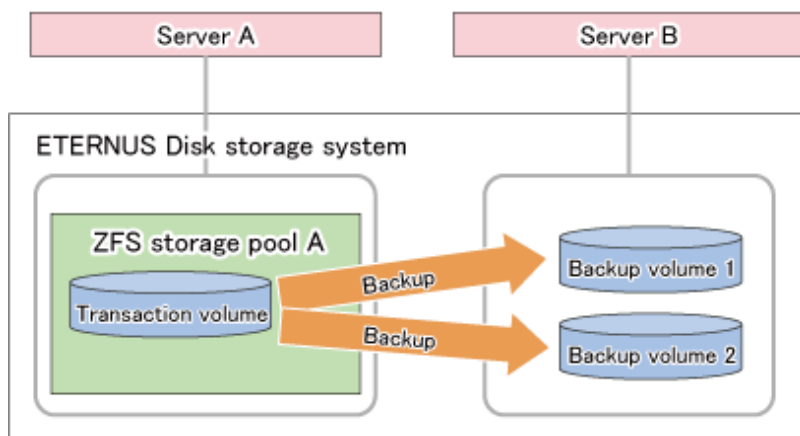 Server A
Server B
ETERNUS Disk storage system
ZFS storage pool A
Transaction volume
Backup
Backup
Backup volume 1
Backup volume 2